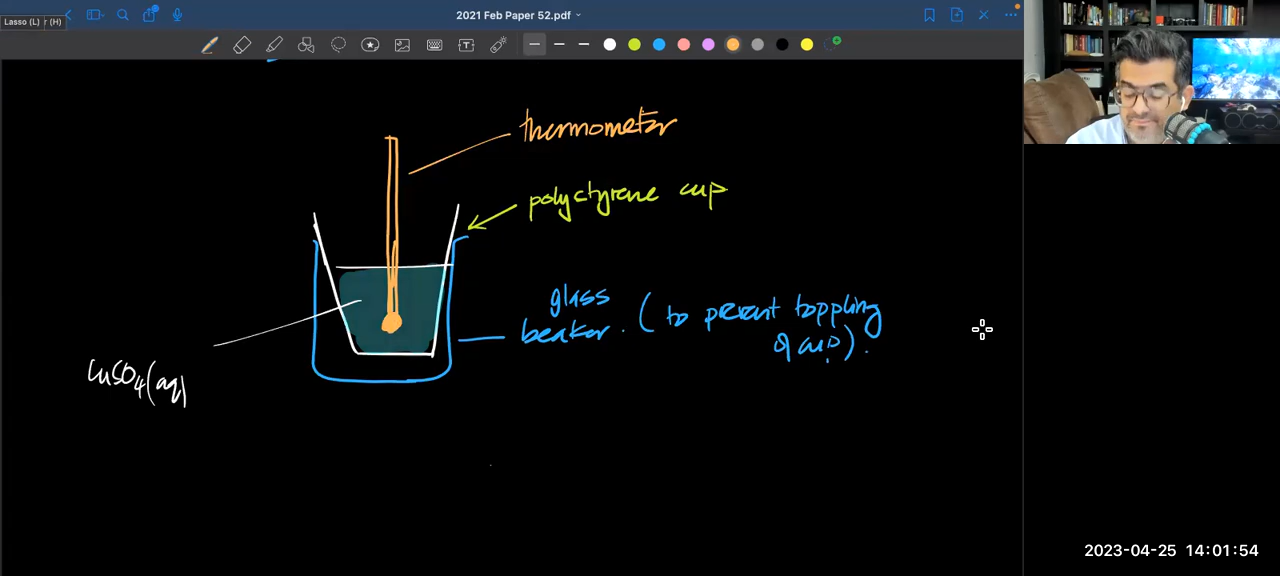 2021 Feb Paper 52.pdf
Lasso (L)
r (H)
thermometer
polystyrene cup
glass
beaker. (to prevent toppling
of cup).
CuSO4(aq)
2023-04-25 14:01:54